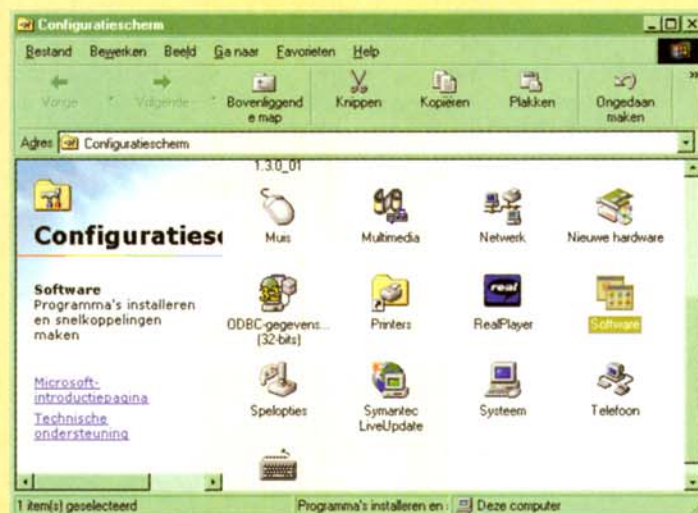 Configuratiescherm
Bestand Bewerken Beeld Ga naar Favorieten Help
Vorige Volgende Bovenliggend
e map Knippen Kopiëren Plakken Ongedaan
maken
Adres Configuratiescherm
1.3.0_01
Configuraties
Software
Programma's installeren
en snelkoppelingen
maken
Microsoft-
introductiepagina
Technische
ondersteuning
Muis Multimedia Netwerk Nieuwe hardware
ODBC-gegevens...
(32-bits) Printers RealPlayer Software
real
Spelopties Symantec
LiveUpdate Systeem Telefoon
1 item(s) geselecteerd Programma's installeren en Deze computer